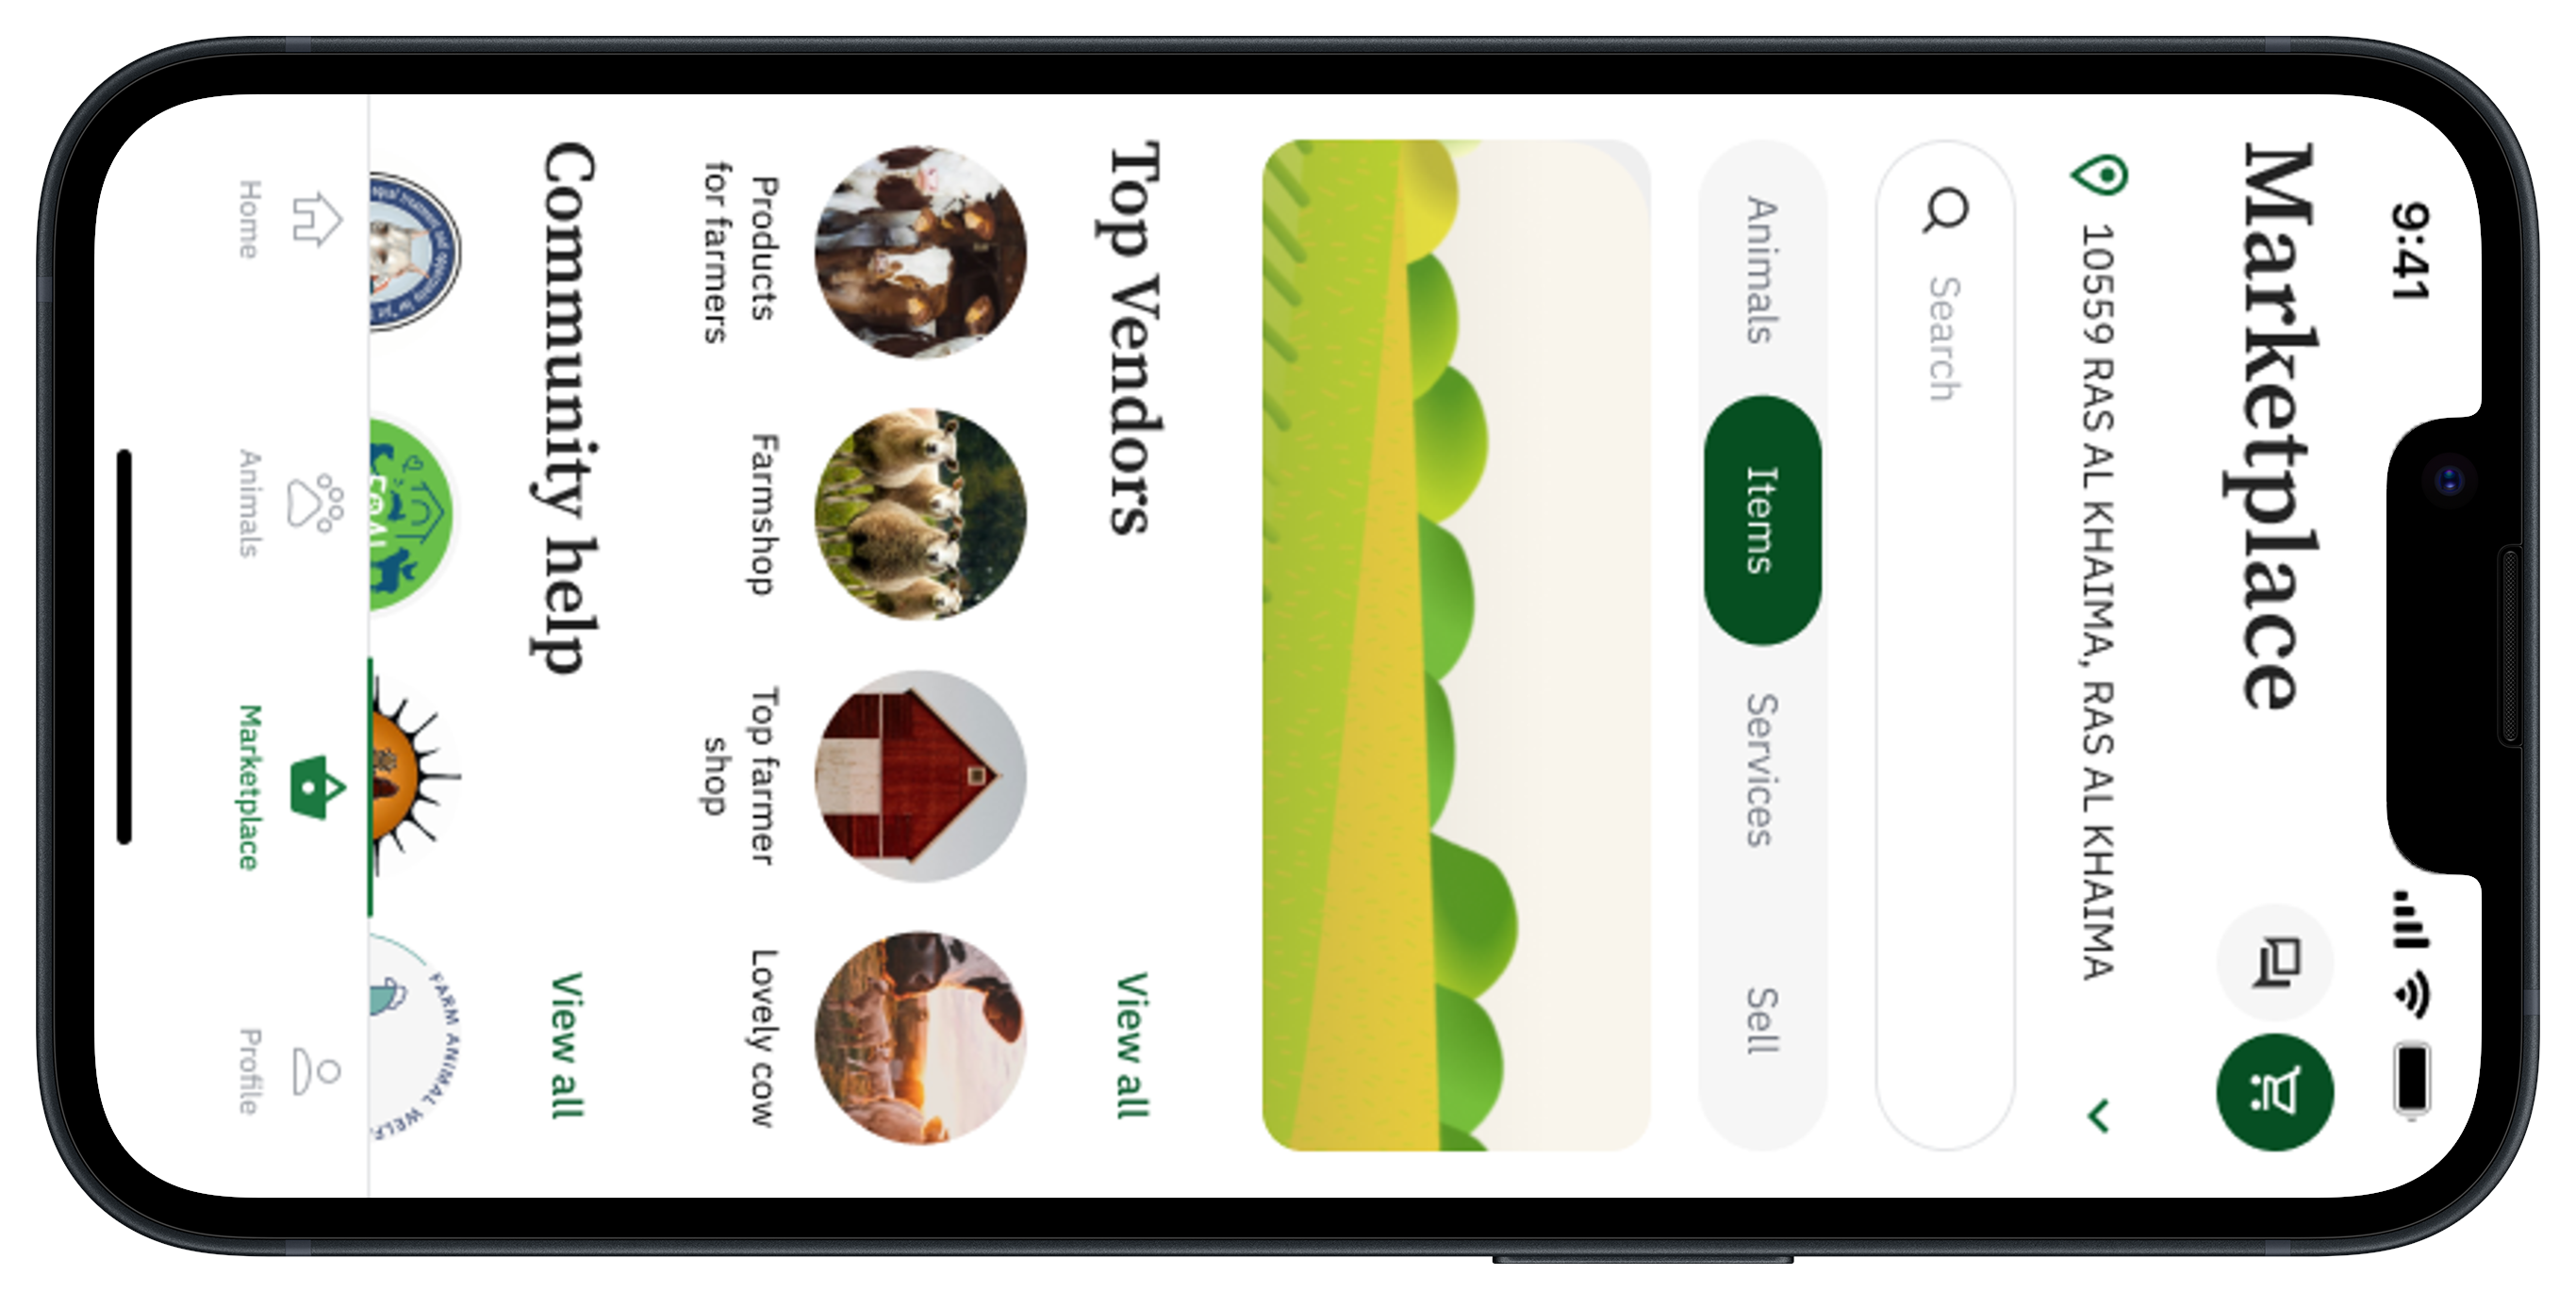 9:41
Marketplace
10559 RAS AL KHAIMA, RAS AL KHAIMA
Search
Animals Items Services Sell
Top Vendors View all
Products Farmshop Top farmer Lovely cow
for farmers shop
Community help View all
FARM ANIMAL WELF
Home Animals Marketplace Profile